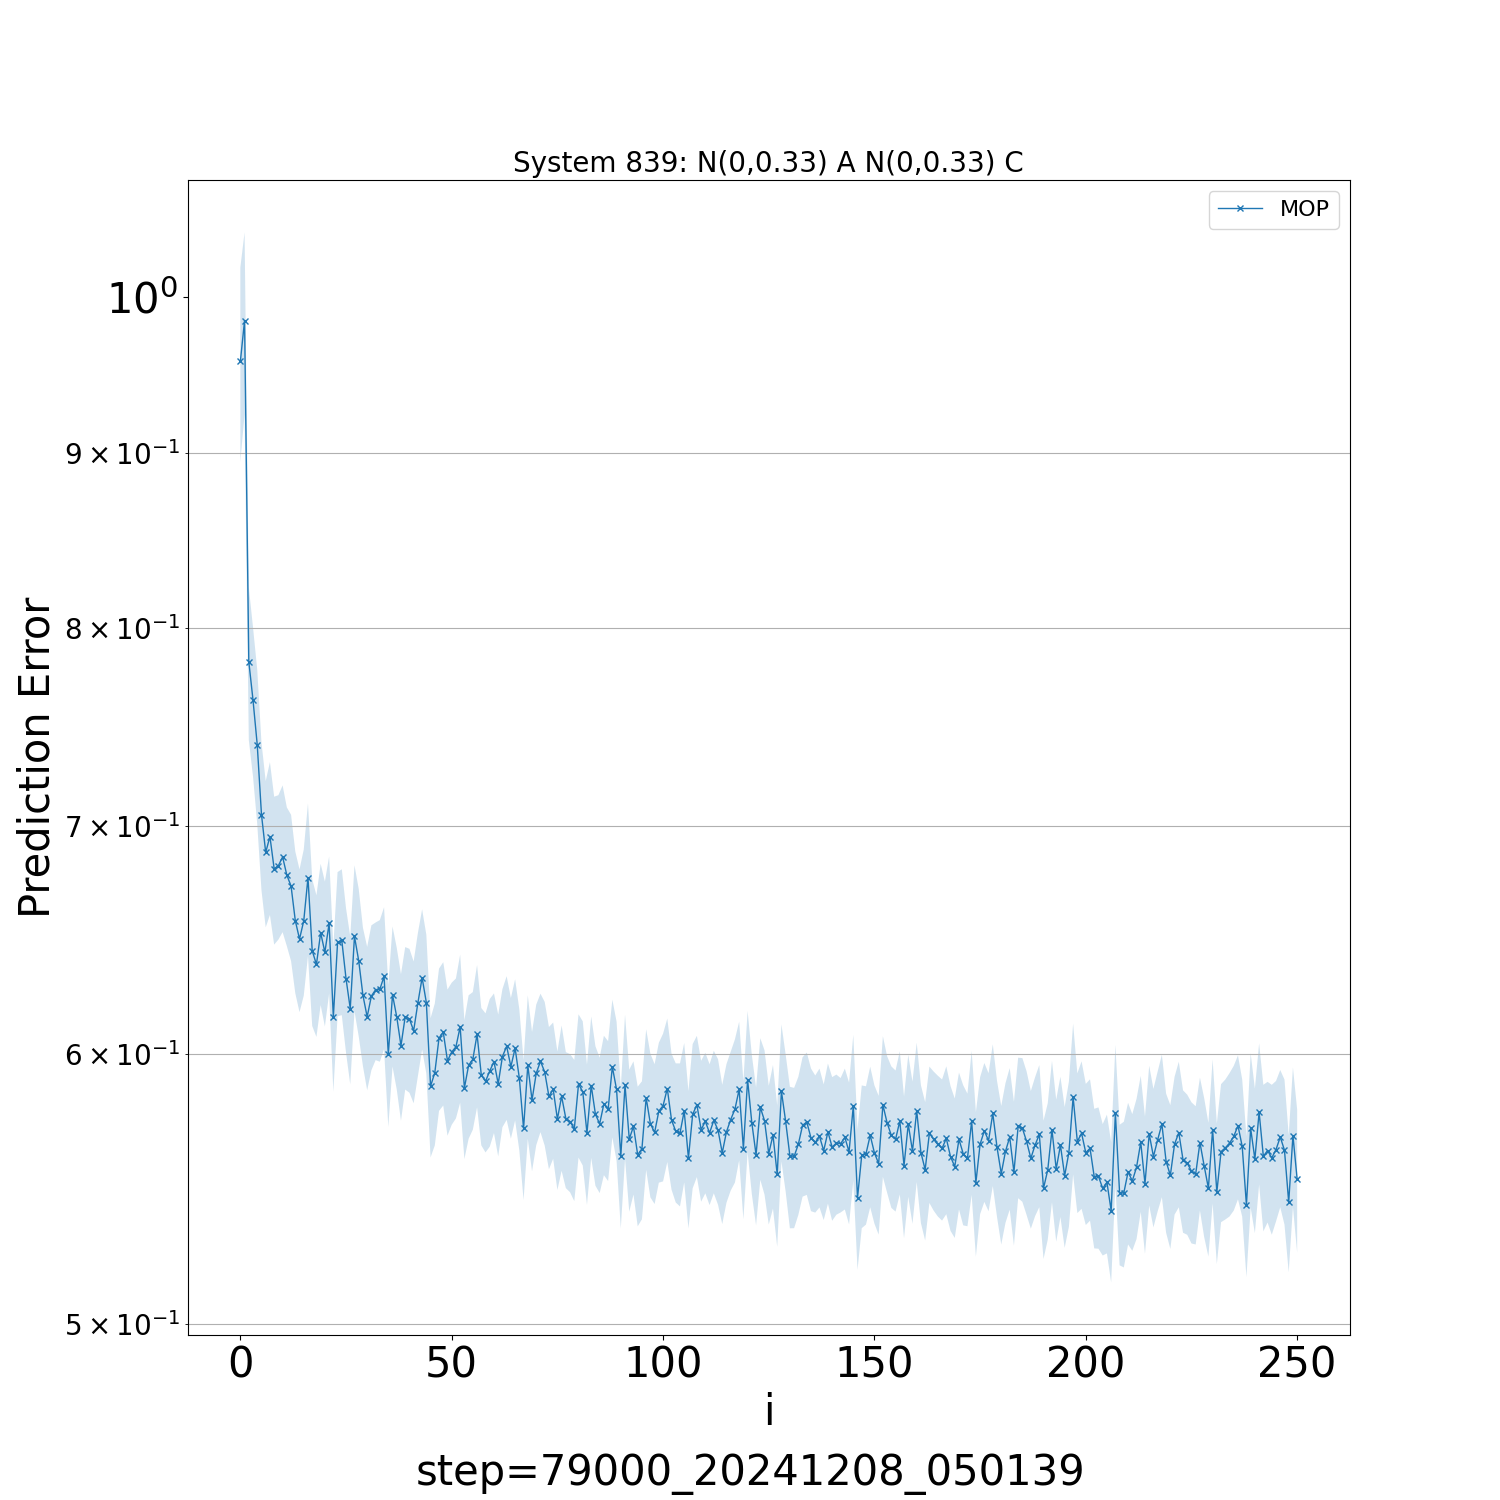 System 839: N(0,0.33) A N(0,0.33) C
MOP
10⁰
9 × 10⁻¹
8 × 10⁻¹
7 × 10⁻¹
6 × 10⁻¹
5 × 10⁻¹
Prediction Error
0 50 100 150 200 250
i
step=79000_20241208_050139